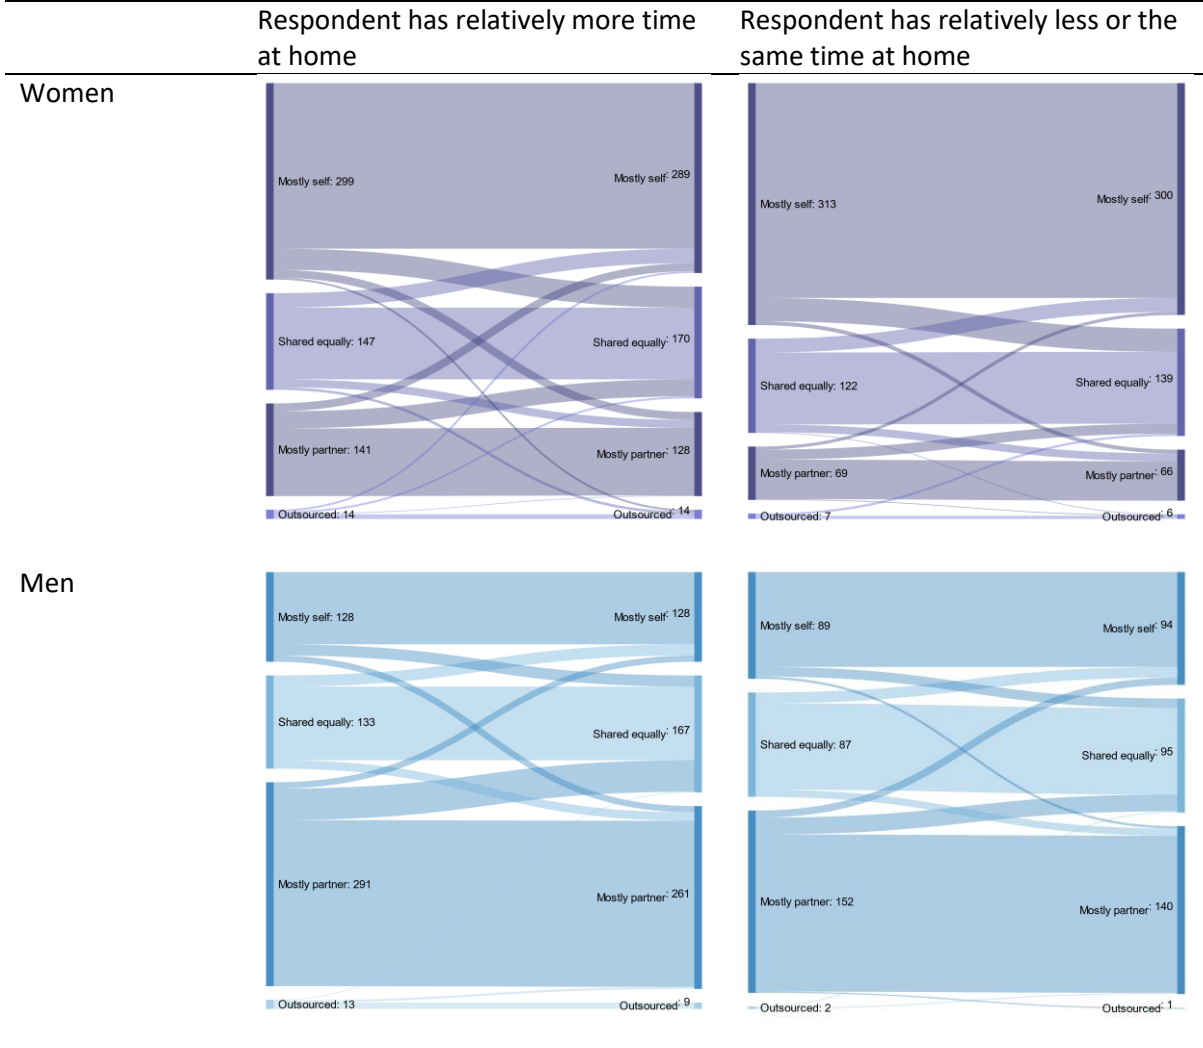 Respondent has relatively more time
at home
Respondent has relatively less or the
same time at home
Women
Mostly self: 299
Mostly self: 289
Shared equally: 147
Shared equally: 170
Mostly partner: 141
Mostly partner: 128
Outsourced: 14
Outsourced: 14
Mostly self: 313
Mostly self: 300
Shared equally: 122
Shared equally: 139
Mostly partner: 69
Mostly partner: 66
Outsourced: 7
Outsourced: 6
Men
Mostly self: 128
Mostly self: 128
Shared equally: 133
Shared equally: 167
Mostly partner: 291
Mostly partner: 261
Outsourced: 13
Outsourced: 9
Mostly self: 89
Mostly self: 94
Shared equally: 87
Shared equally: 95
Mostly partner: 152
Mostly partner: 140
Outsourced: 2
Outsourced: 1